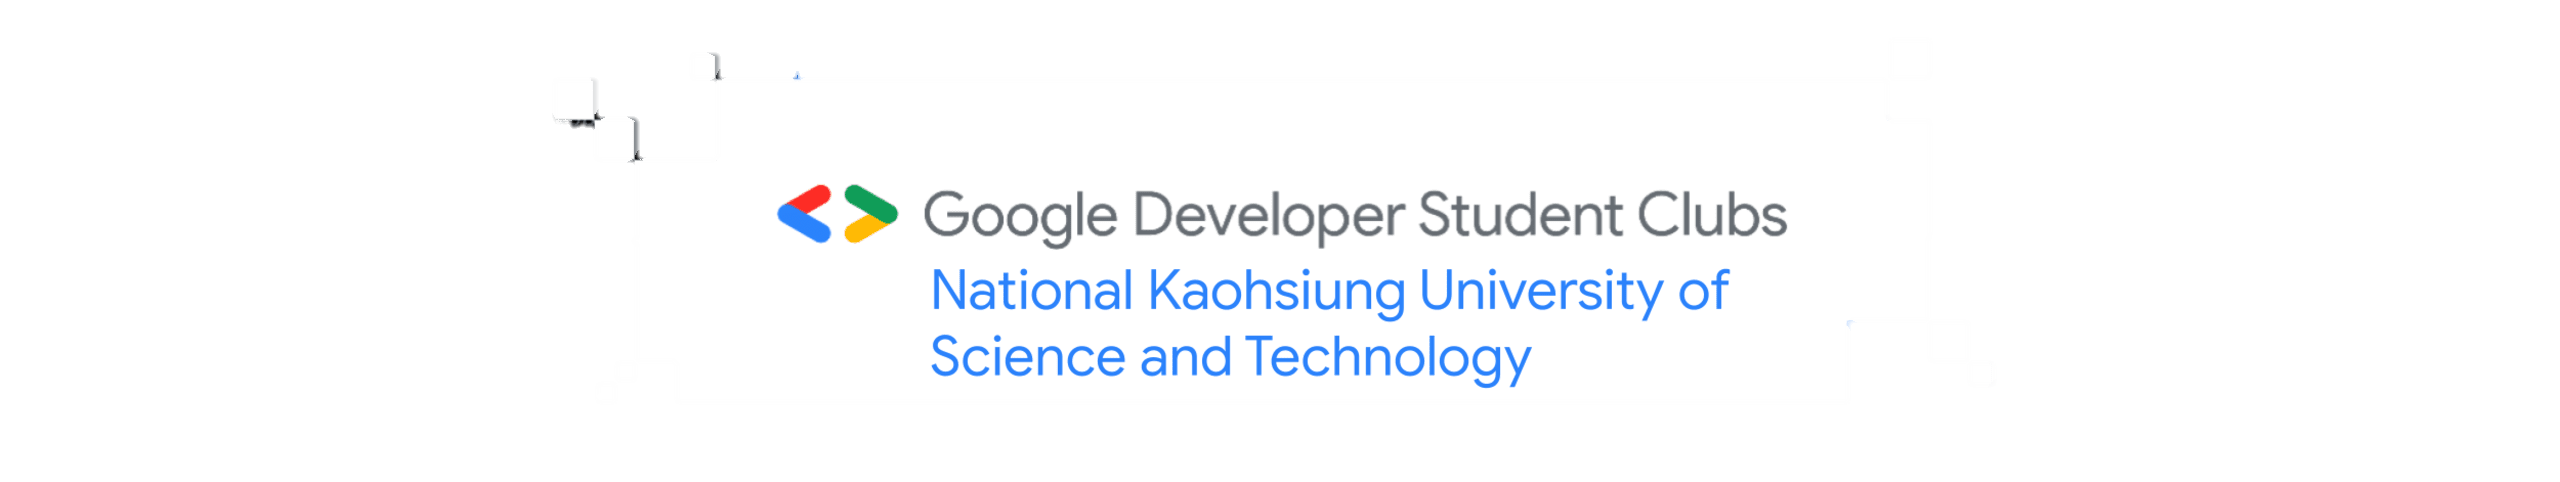 Google Developer Student Clubs
National Kaohsiung University of
Science and Technology